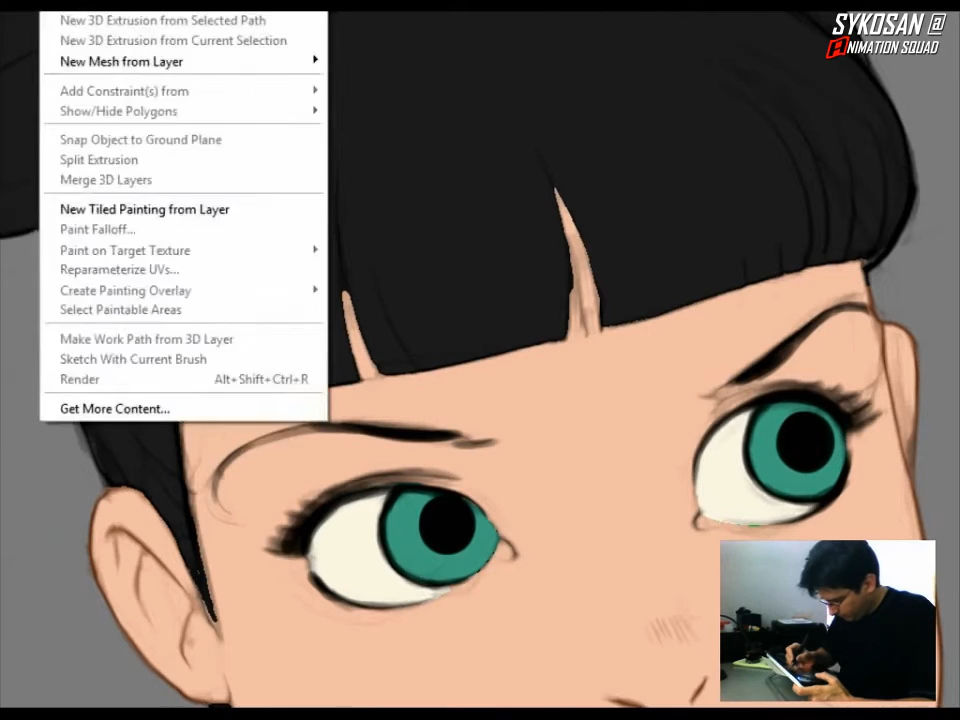 New 3D Extrusion from Selected Path
New 3D Extrusion from Current Selection
New Mesh from Layer
Add Constraint(s) from
Show/Hide Polygons
Snap Object to Ground Plane
Split Extrusion
Merge 3D Layers
New Tiled Painting from Layer
Paint Falloff...
Paint on Target Texture
Reparameterize UVs...
Create Painting Overlay
Select Paintable Areas
Make Work Path from 3D Layer
Sketch With Current Brush
Render Alt+Shift+Ctrl+R
Get More Content...
SYKOSAN @
ANIMATION SQUAD